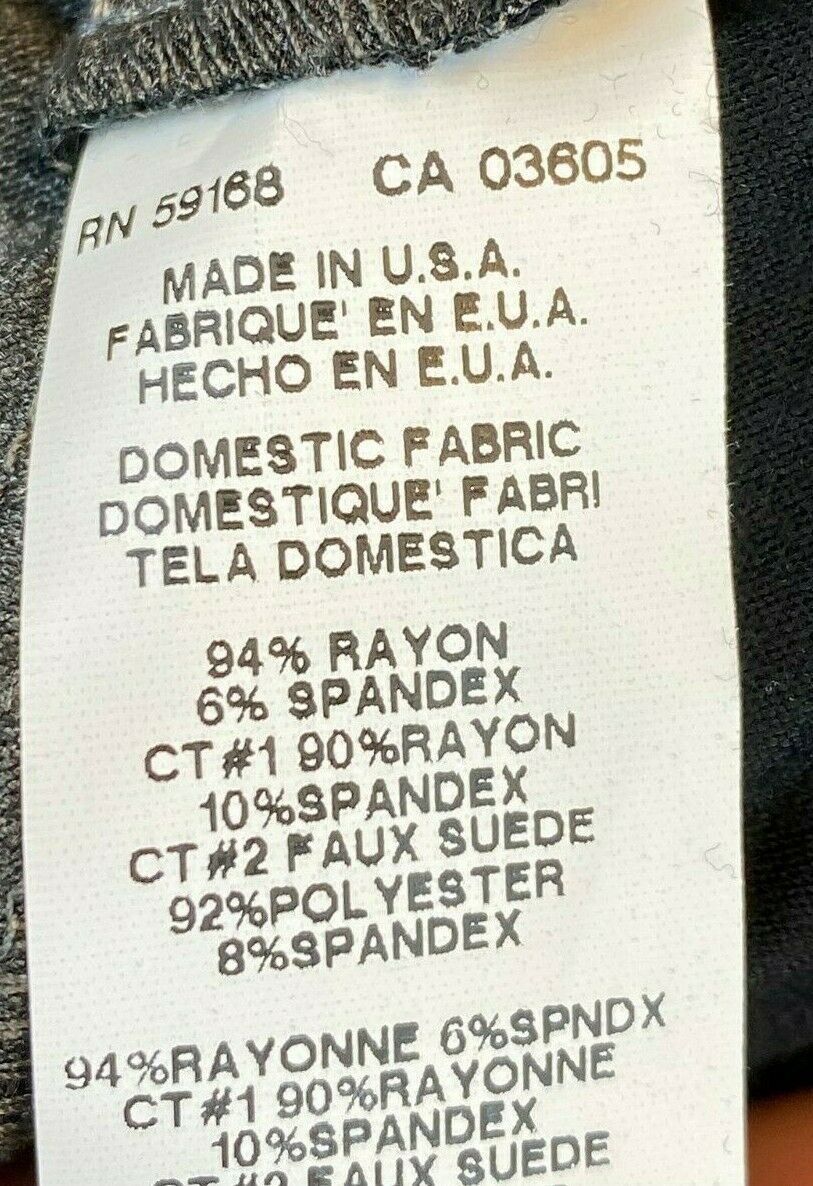 RN 59168 CA 03605
MADE IN U.S.A.
FABRIQUE' EN E.U.A.
HECHO EN E.U.A.
DOMESTIC FABRIC
DOMESTIQUE' FABRI
TELA DOMESTICA
94% RAYON
6% SPANDEX
CT#1 90%RAYON
10%SPANDEX
CT#2 FAUX SUEDE
92%POLYESTER
8%SPANDEX
94%RAYONNE 6%SPNDX
CT#1 90%RAYONNE
10%SPANDEX
CT#2 FAUX SUEDE